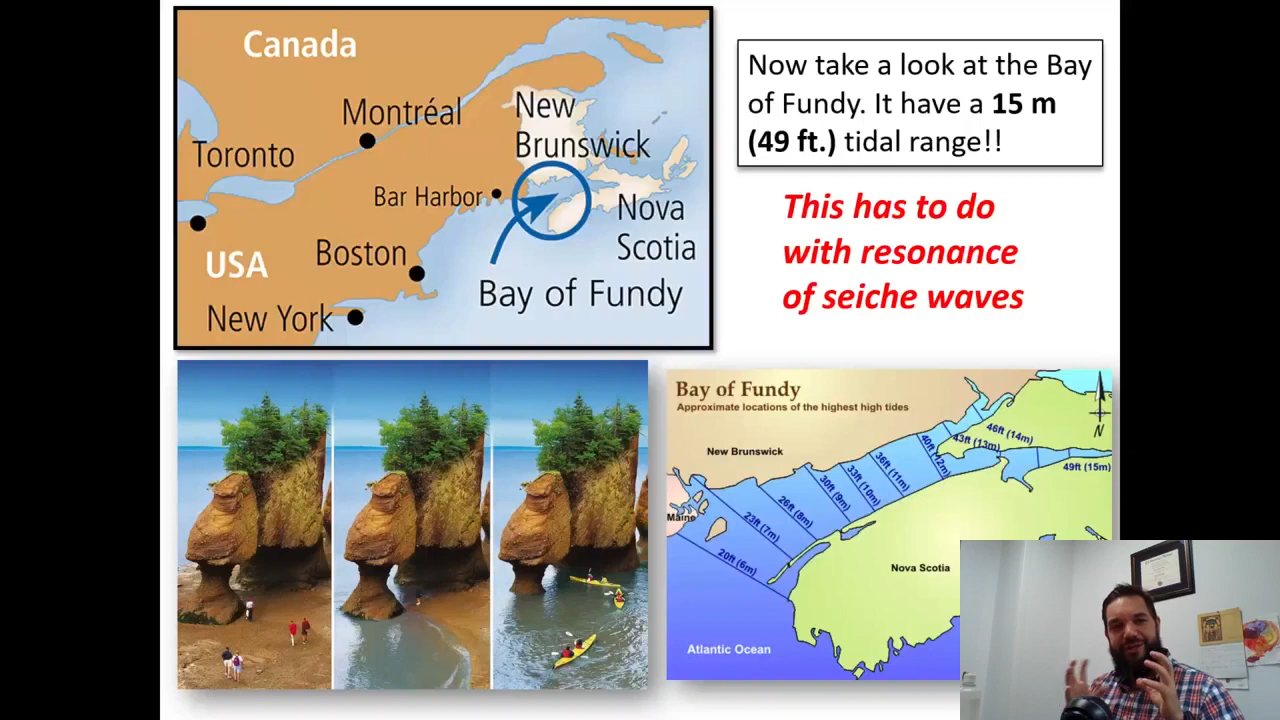 Canada
Montréal
Toronto
New
Brunswick
Bar Harbor
Nova
Scotia
USA
Boston
Bay of Fundy
New York
Now take a look at the Bay
of Fundy. It have a 15 m
(49 ft.) tidal range!!
This has to do
with resonance
of seiche waves
Bay of Fundy
Approximate locations of the highest high tides
N
New Brunswick
46ft (14m)
43ft (13m)
40ft (12m)
49ft (15m)
36ft (11m)
33ft (10m)
30ft (9m)
26ft (8m)
23ft (7m)
20ft (6m)
Maine
Nova Scotia
Atlantic Ocean